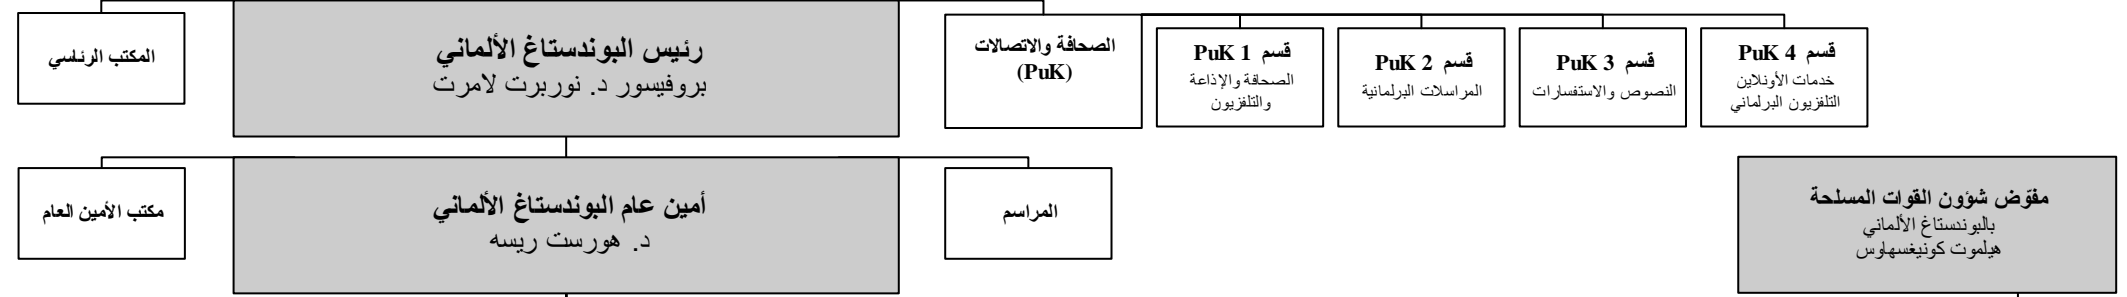 المكتب الرئاسي
رئيس البوندستاغ الألماني
بروفيسور د. نوربرت لامرت
الصحافة والاتصالات
(PuK)
قسم PuK 1
الصحافة والإذاعة
والتلفزيون
قسم PuK 2
المراسلات البرلمانية
قسم PuK 3
النصوص والاستفسارات
قسم PuK 4
خدمات الأونلاين
التلفزيون البرلماني
مكتب الأمين العام
أمين عام البوندستاغ الألماني
د. هورست ريسه
المراسم
مفوّض شؤون القوات المسلحة
بالبوندستاغ الألماني
هيلموت كونيغسهاوس